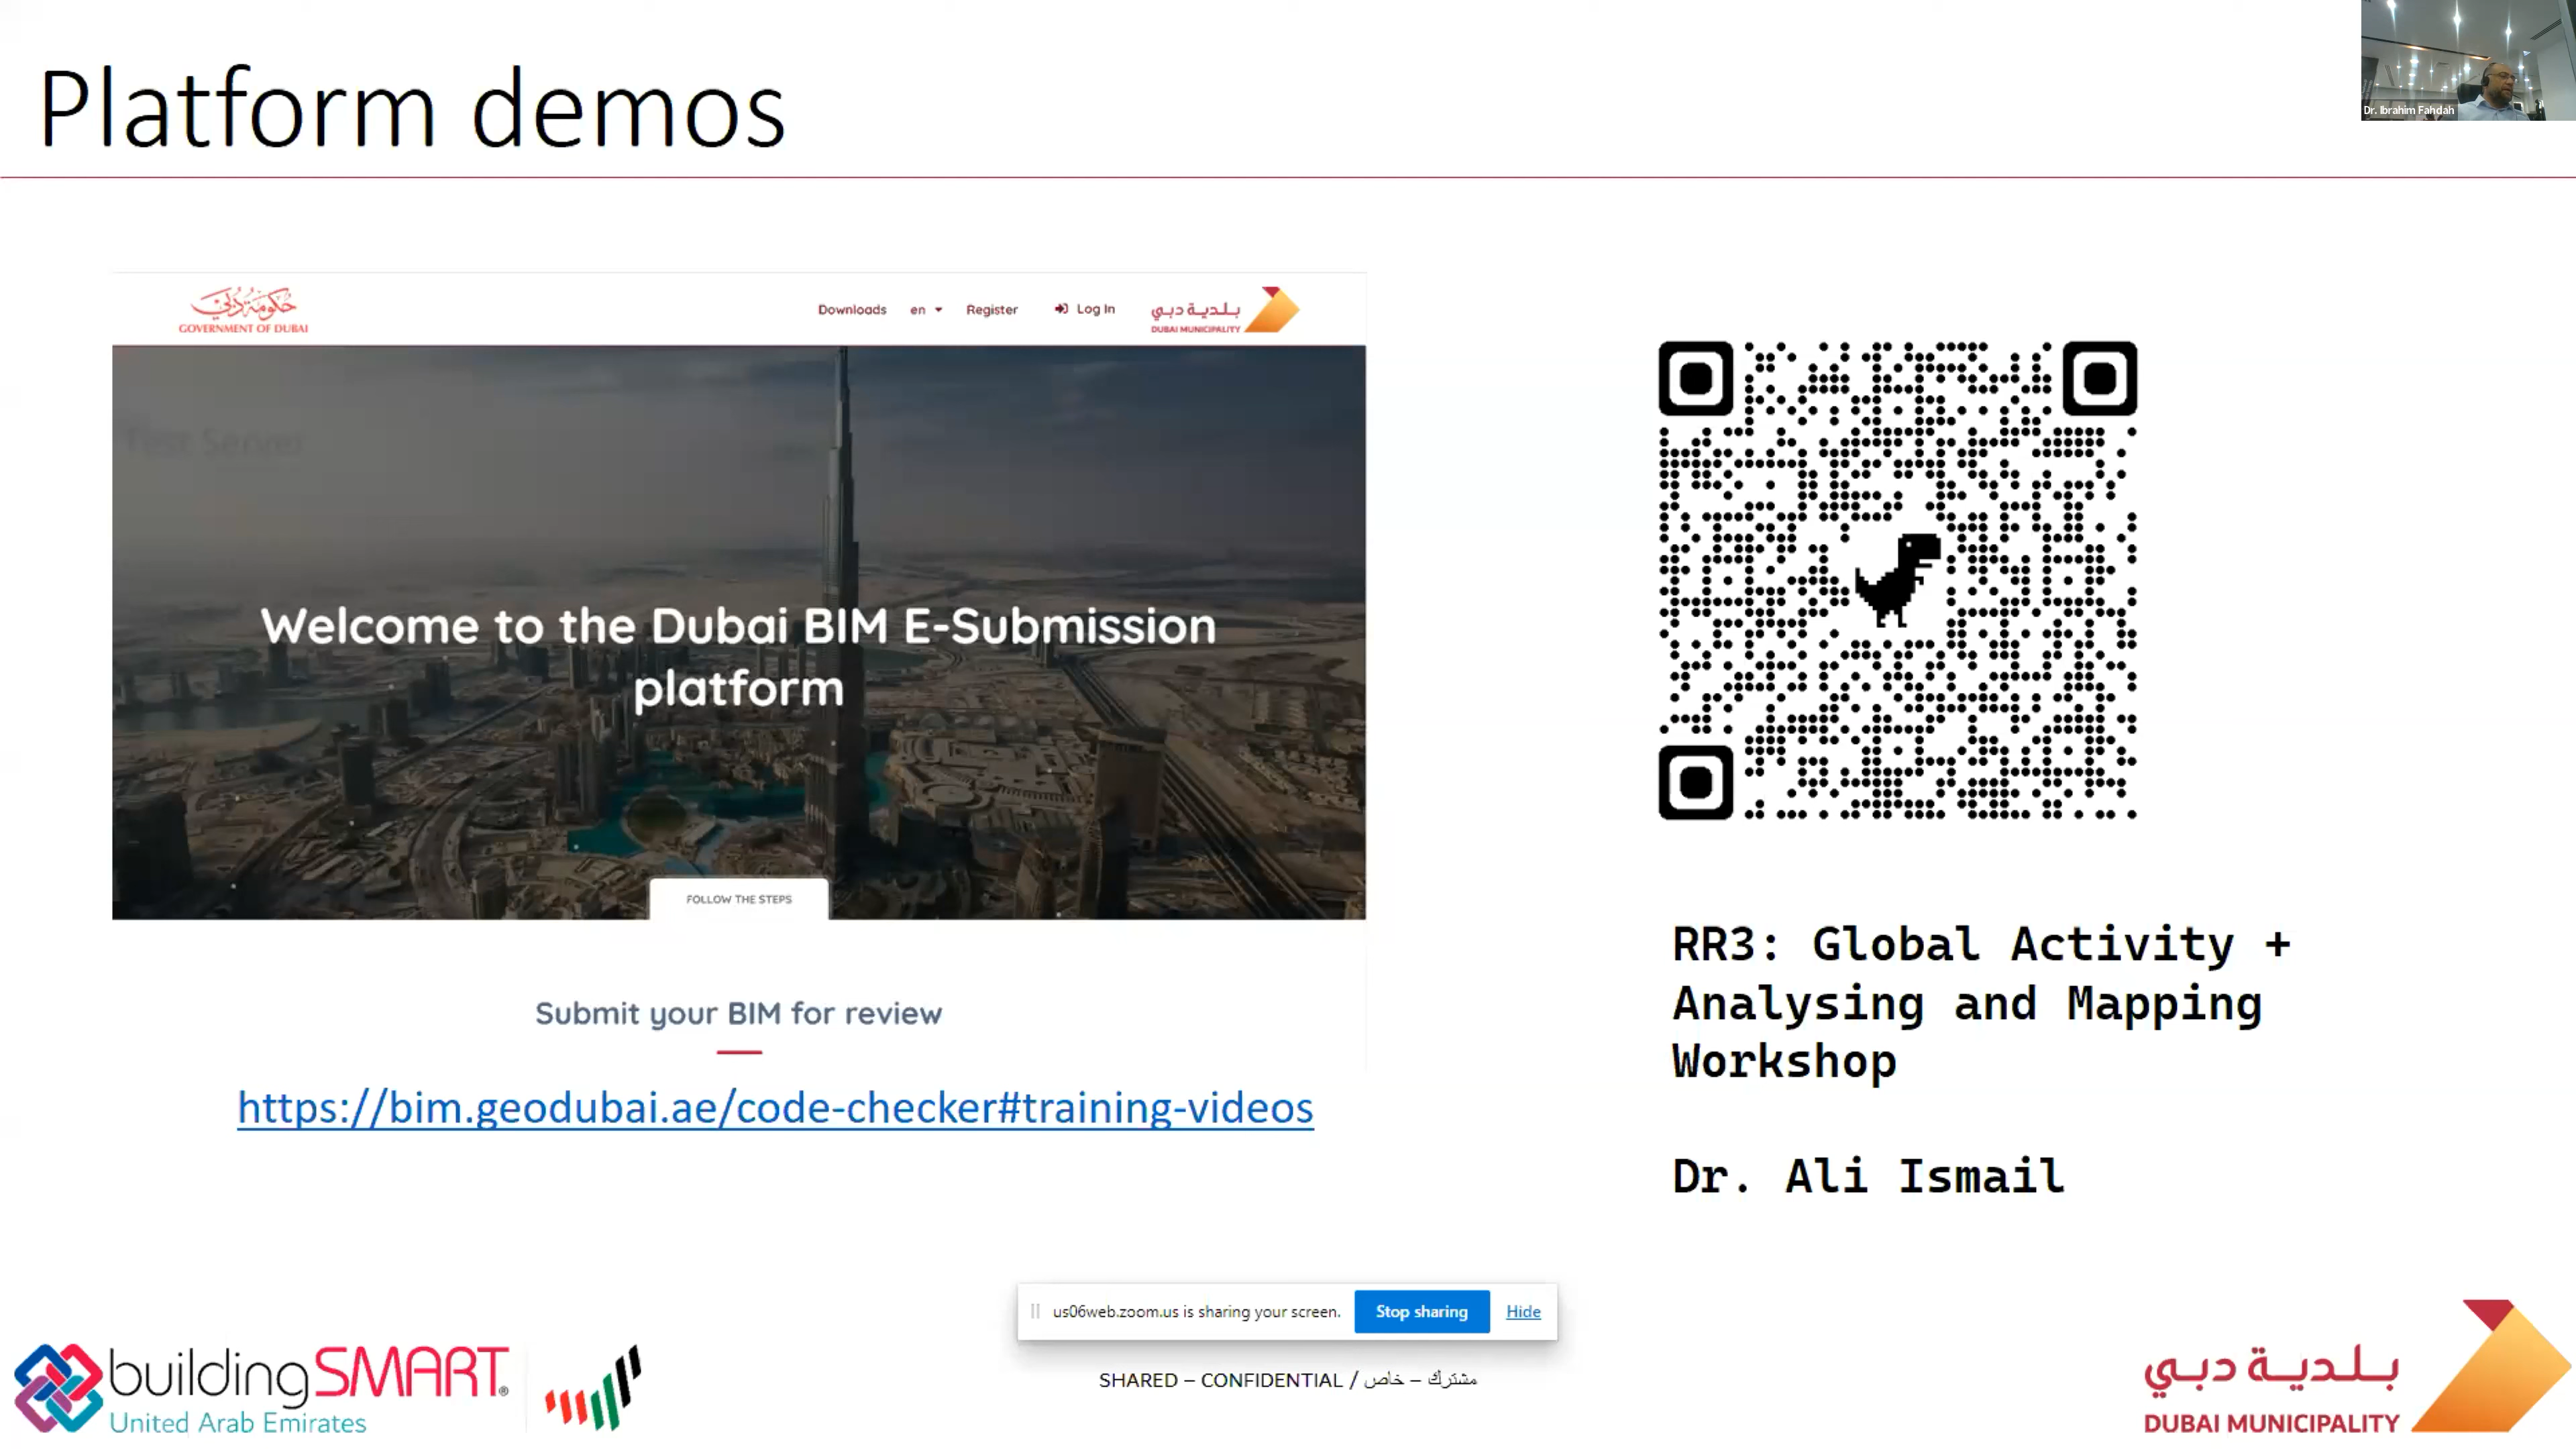 Platform demos
Dr. Ibrahim Fahdah
حكومة دبي
GOVERNMENT OF DUBAI
Downloads
en
Register
Log In
بلدية دبي
DUBAI MUNICIPALITY
Test Server
Welcome to the Dubai BIM E-Submission
platform
FOLLOW THE STEPS
Submit your BIM for review
https://bim.geodubai.ae/code-checker#training-videos
RR3: Global Activity +
Analysing and Mapping
Workshop
Dr. Ali Ismail
us06web.zoom.us is sharing your screen.
Stop sharing
Hide
buildingSMART®
United Arab Emirates
SHARED – CONFIDENTIAL / مشترك – خاص
بلدية دبي
DUBAI MUNICIPALITY